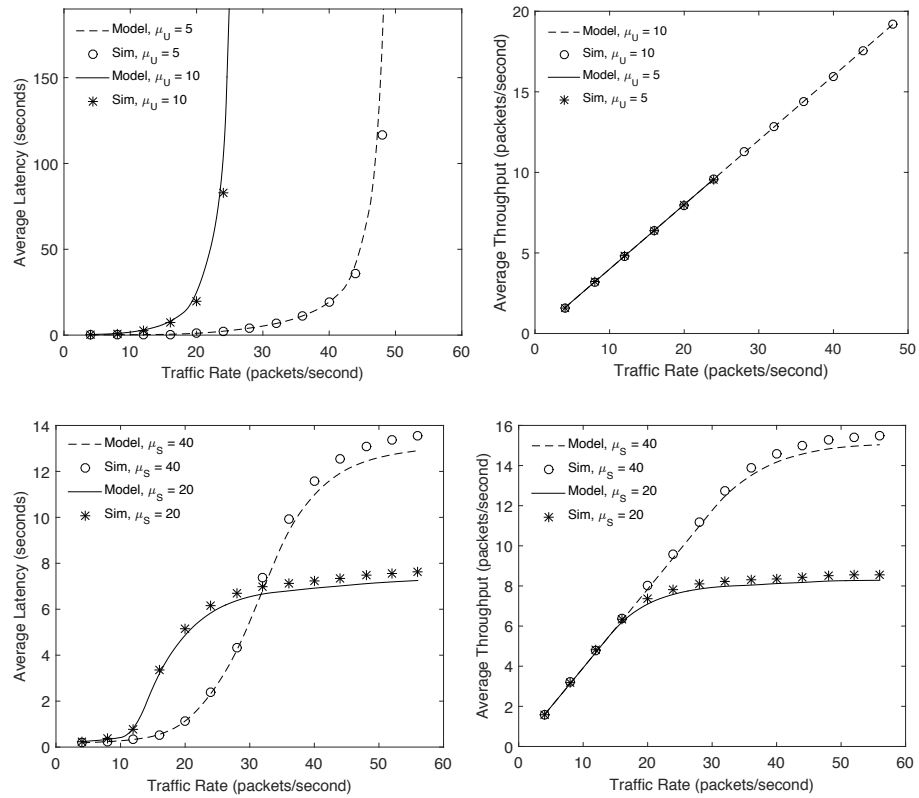 Average Latency (seconds)
150
100
50
0
Model, μU = 5
Sim, μU = 5
Model, μU = 10
Sim, μU = 10
0 10 20 30 40 50 60
Traffic Rate (packets/second)
Average Throughput (packets/second)
20
15
10
5
0
Model, μU = 10
Sim, μU = 10
Model, μU = 5
Sim, μU = 5
0 10 20 30 40 50
Traffic Rate (packets/second)
Average Latency (seconds)
14
12
10
8
6
4
2
0
Model, μS = 40
Sim, μS = 40
Model, μS = 20
Sim, μS = 20
0 10 20 30 40 50 60
Traffic Rate (packets/second)
Average Throughput (packets/second)
16
14
12
10
8
6
4
2
0
Model, μS = 40
Sim, μS = 40
Model, μS = 20
Sim, μS = 20
0 10 20 30 40 50 60
Traffic Rate (packets/second)